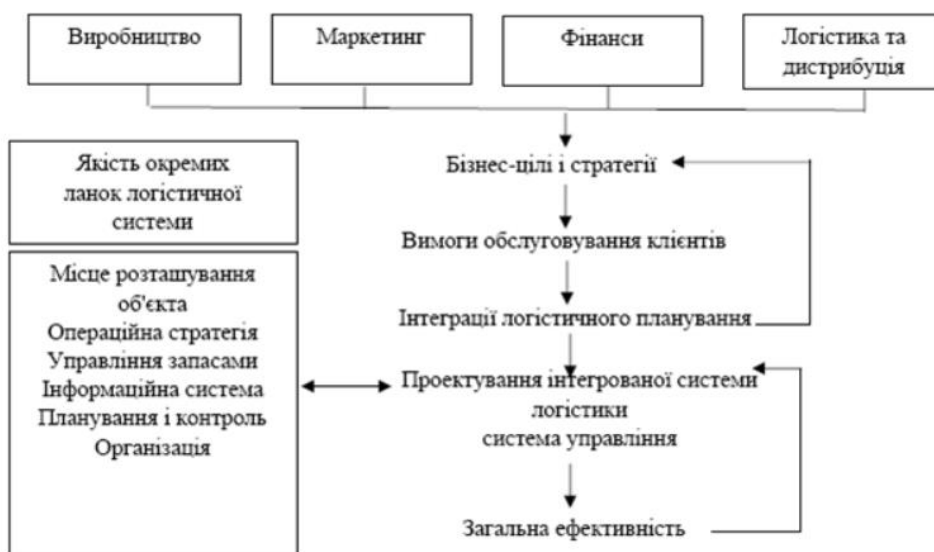 Виробництво
Маркетинг
Фінанси
Логістика та
дистрибуція
Якість окремих
ланок логістичної
системи
Місце розташування
об'єкта
Операційна стратегія
Управління запасами
Інформаційна система
Планування і контроль
Організація
Бізнес-цілі і стратегії
Вимоги обслуговування клієнтів
Інтеграції логістичного планування
Проектування інтегрованої системи
логістики
система управління
Загальна ефективність